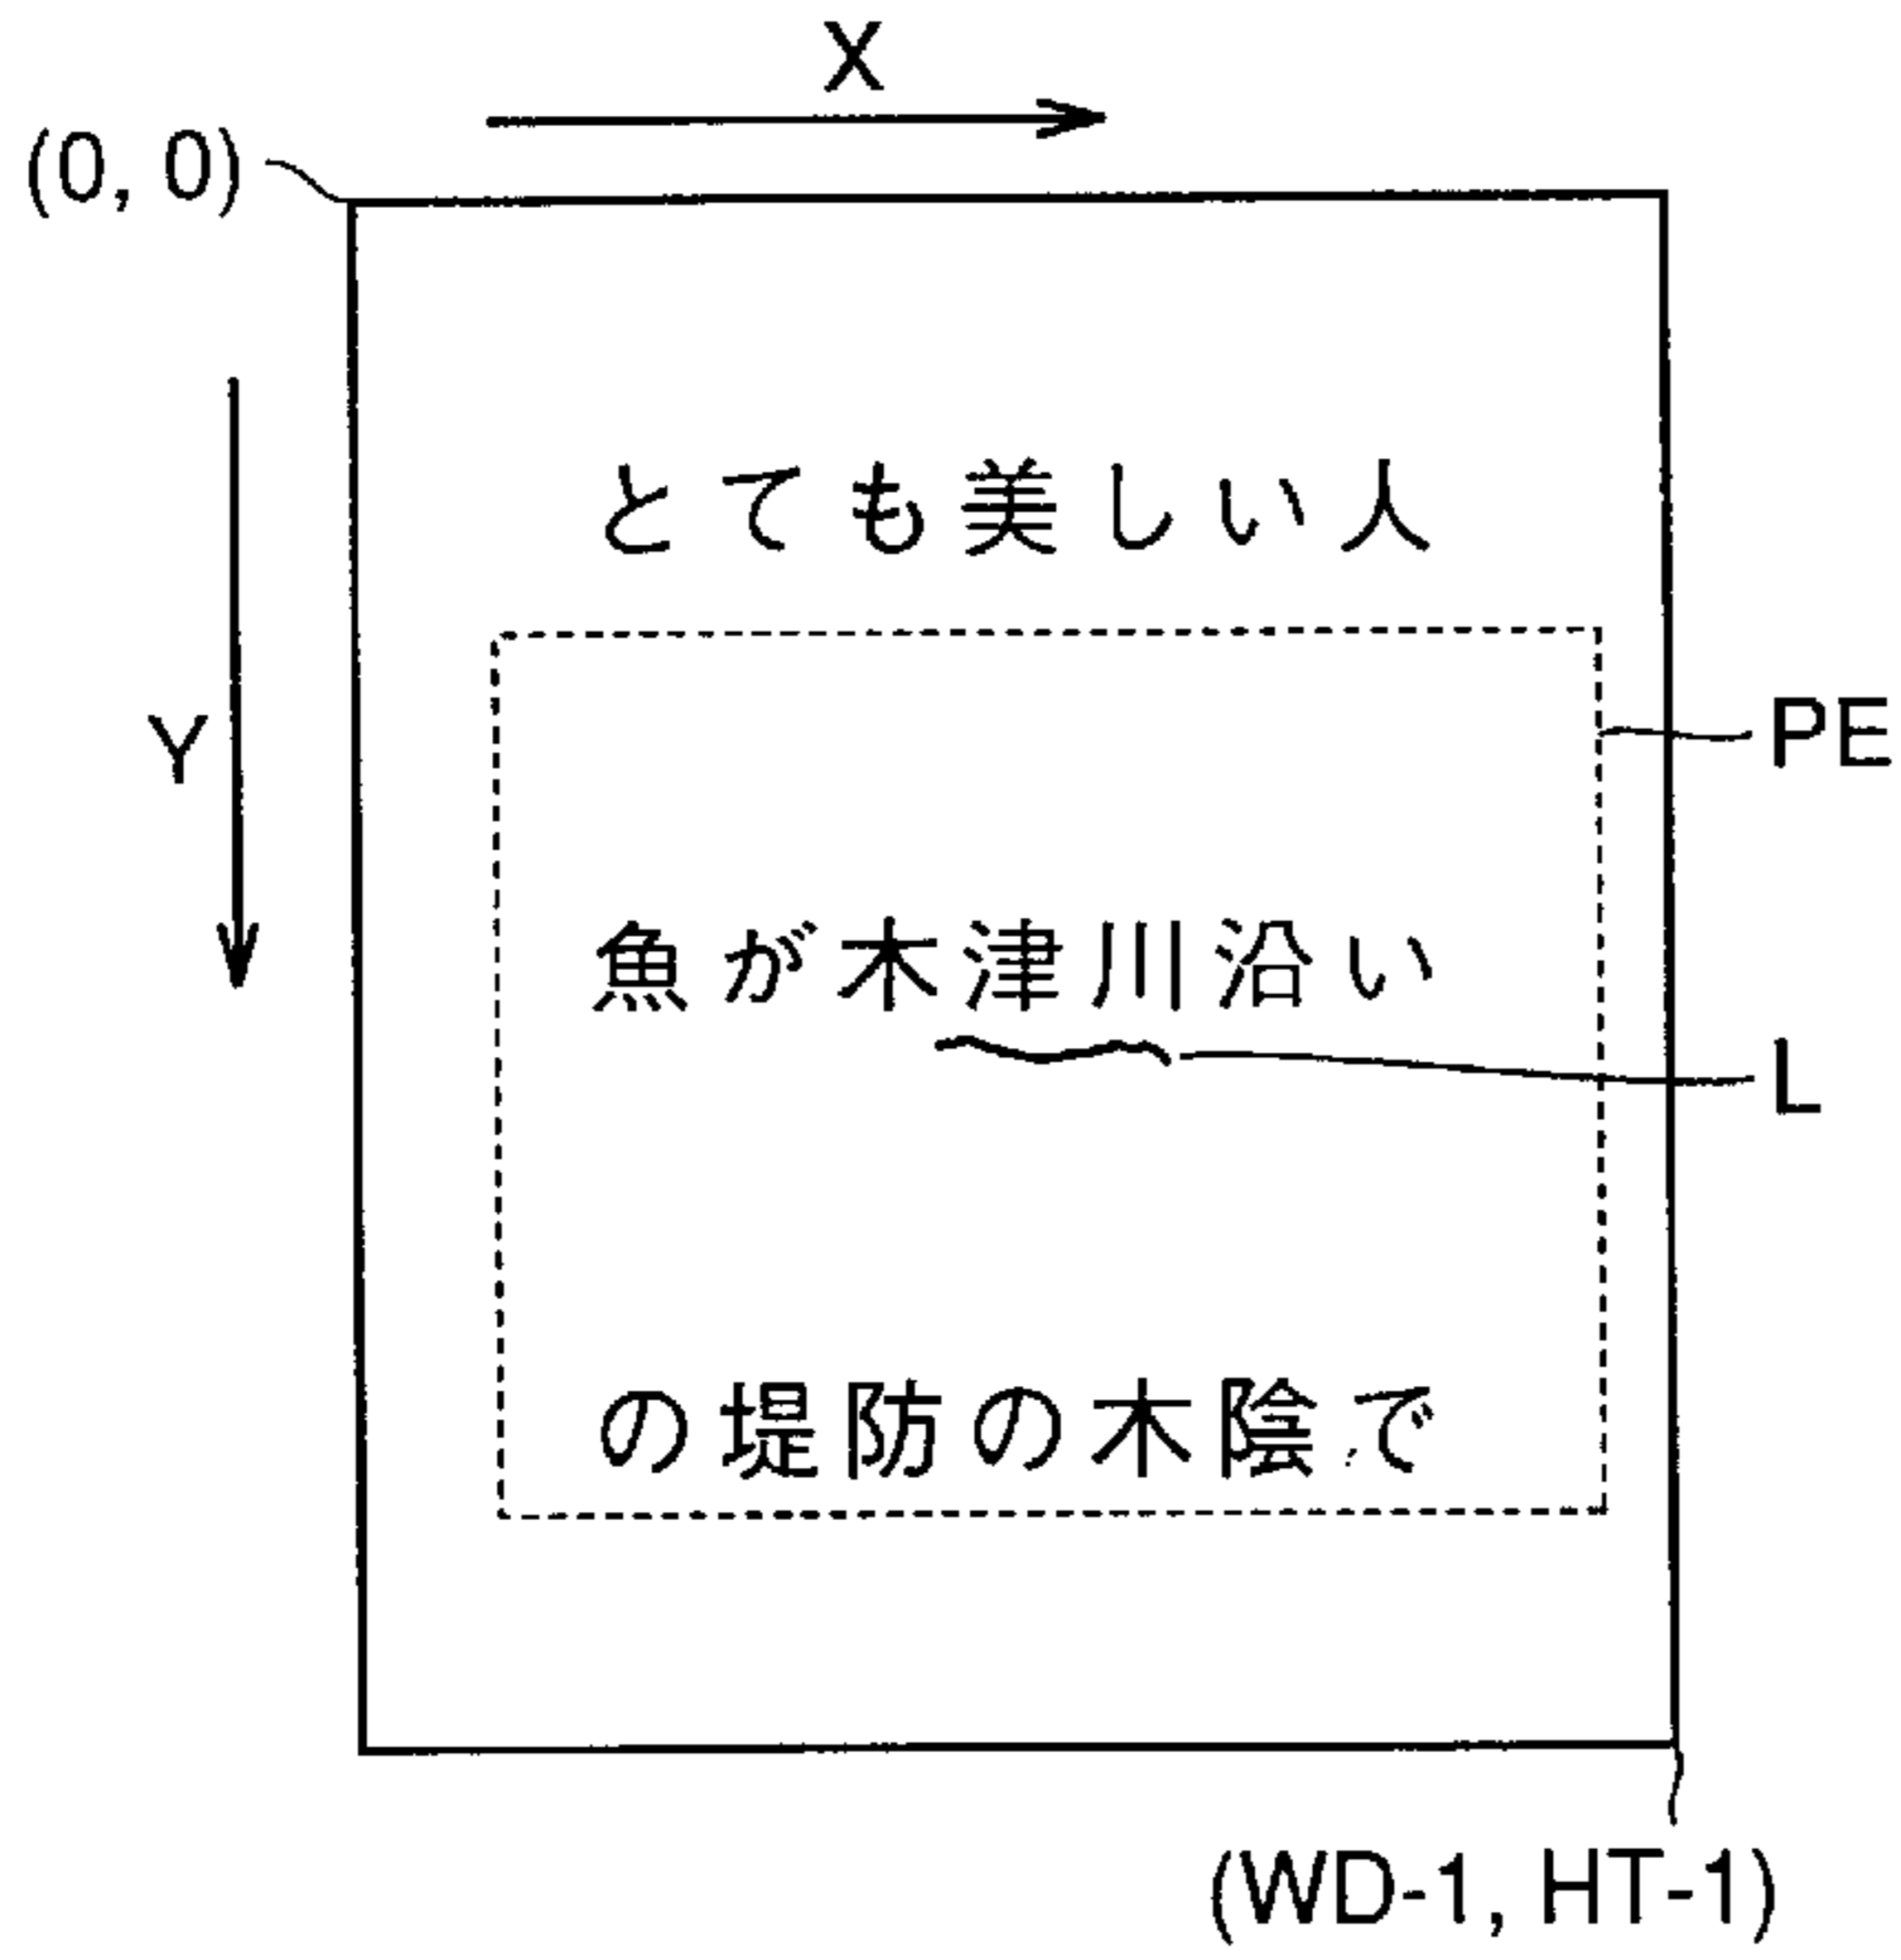 X
(0, 0)
とても美しい人
Y
PE
魚が木津川沿い
L
の堤防の木陰で
(WD-1, HT-1)